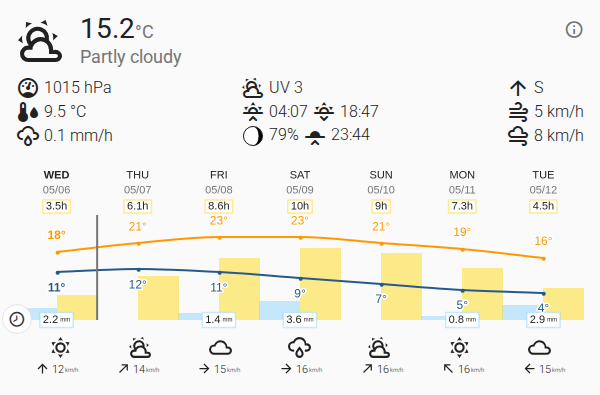 15.2°C
Partly cloudy
1015 hPa UV 3 S
9.5 °C 04:07 18:47 5 km/h
0.1 mm/h 79% 23:44 8 km/h
WED THU FRI SAT SUN MON TUE
05/06 05/07 05/08 05/09 05/10 05/11 05/12
3.5h 6.1h 8.6h 10h 9h 7.3h 4.5h
18° 21° 23° 23° 21° 19° 16°
11° 12° 11° 9° 7° 5° 4°
2.2 mm 1.4 mm 3.6 mm 0.8 mm 2.9 mm
12 km/h 14 km/h 15 km/h 16 km/h 16 km/h 16 km/h 15 km/h